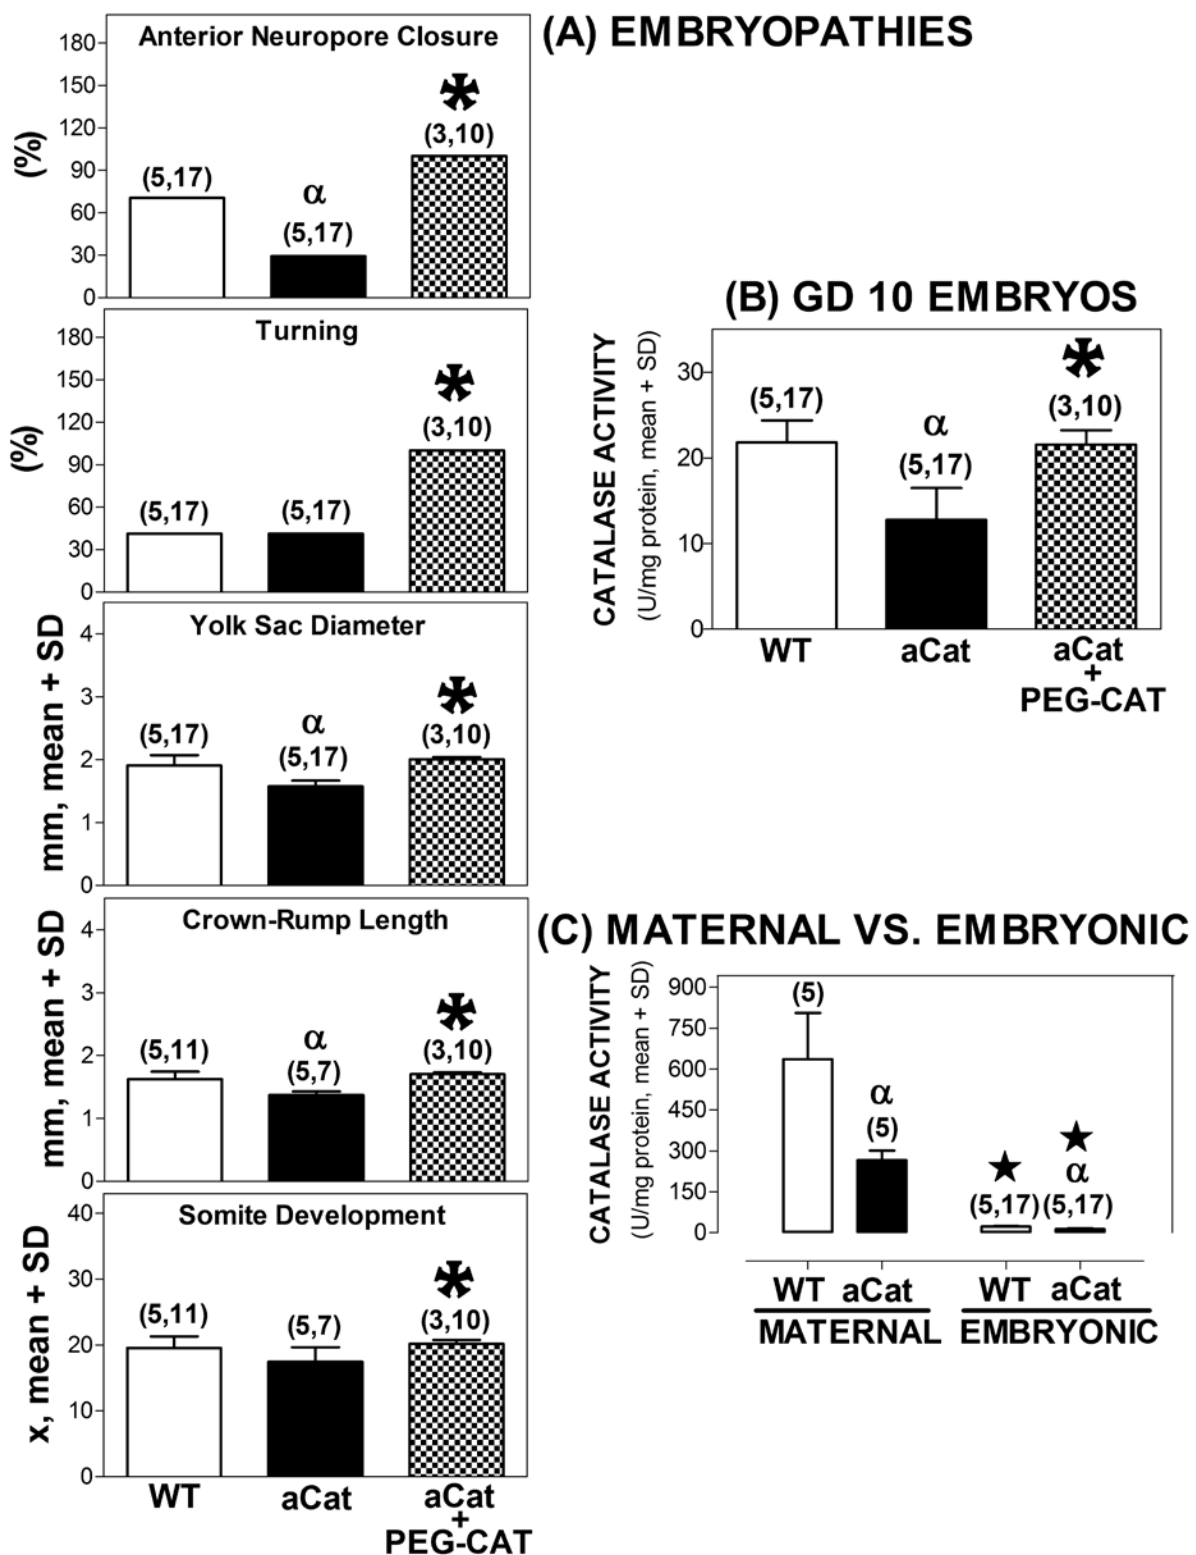 (A) EMBRYOPATHIES
Anterior Neuropore Closure
(%)
180
150
120
90
60
30
0
(5,17)
α
(5,17)
*
(3,10)
Turning
(%)
180
150
120
90
60
30
0
(5,17)
(5,17)
*
(3,10)
Yolk Sac Diameter
mm, mean + SD
4
3
2
1
0
(5,17)
α
(5,17)
*
(3,10)
Crown-Rump Length
mm, mean + SD
4
3
2
1
0
(5,11)
α
(5,7)
*
(3,10)
Somite Development
x, mean + SD
40
30
20
10
0
(5,11)
(5,7)
*
(3,10)
WT aCat aCat
+
PEG-CAT
(B) GD 10 EMBRYOS
CATALASE ACTIVITY
(U/mg protein, mean + SD)
30
20
10
0
(5,17)
α
(5,17)
*
(3,10)
WT aCat aCat
+
PEG-CAT
(C) MATERNAL VS. EMBRYONIC
CATALASE ACTIVITY
(U/mg protein, mean + SD)
900
750
600
450
300
150
0
(5)
α
(5)
★
(5,17)
★
α
(5,17)
WT aCat WT aCat
MATERNAL EMBRYONIC